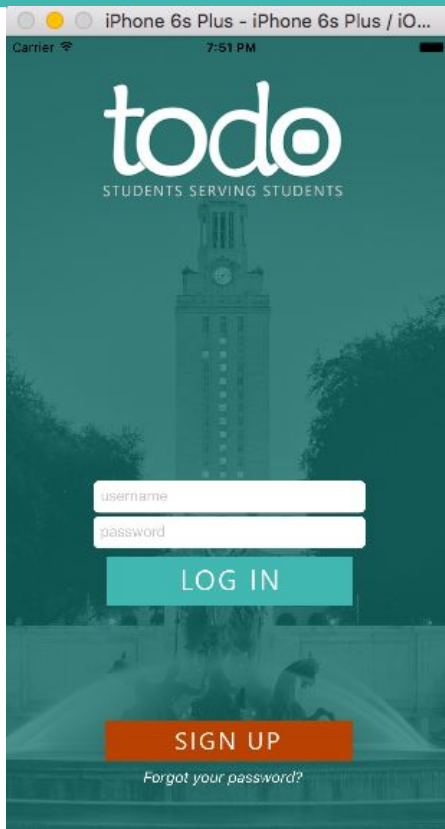 iPhone 6s Plus - iPhone 6s Plus / iO...
Carrier 7:51 PM
todo
STUDENTS SERVING STUDENTS
username
password
LOG IN
SIGN UP
Forgot your password?